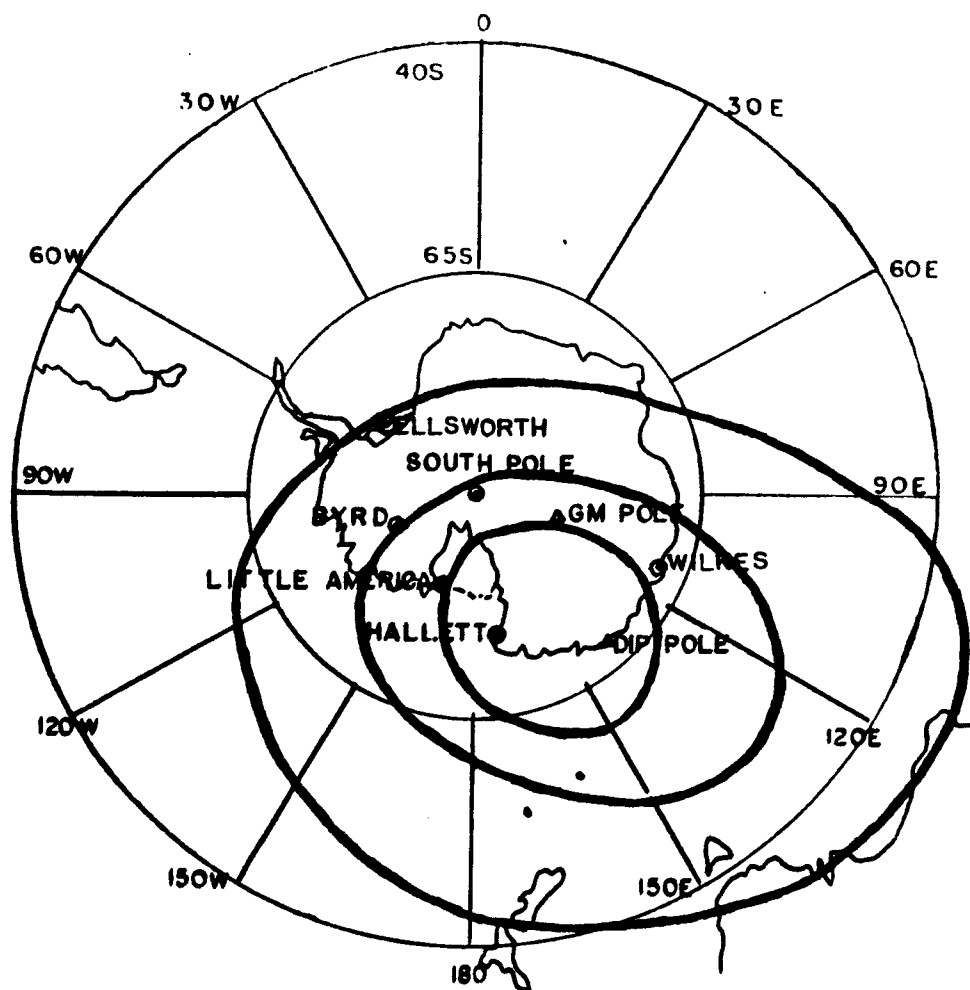 0
40S
30W
30E
65S
60W
60E
ELLSWORTH
SOUTH POLE
90W
90E
BYRD
GM POLE
WILKES
LITTLE AMERICA
HALLETT
DIP POLE
120W
120E
150W
150E
180